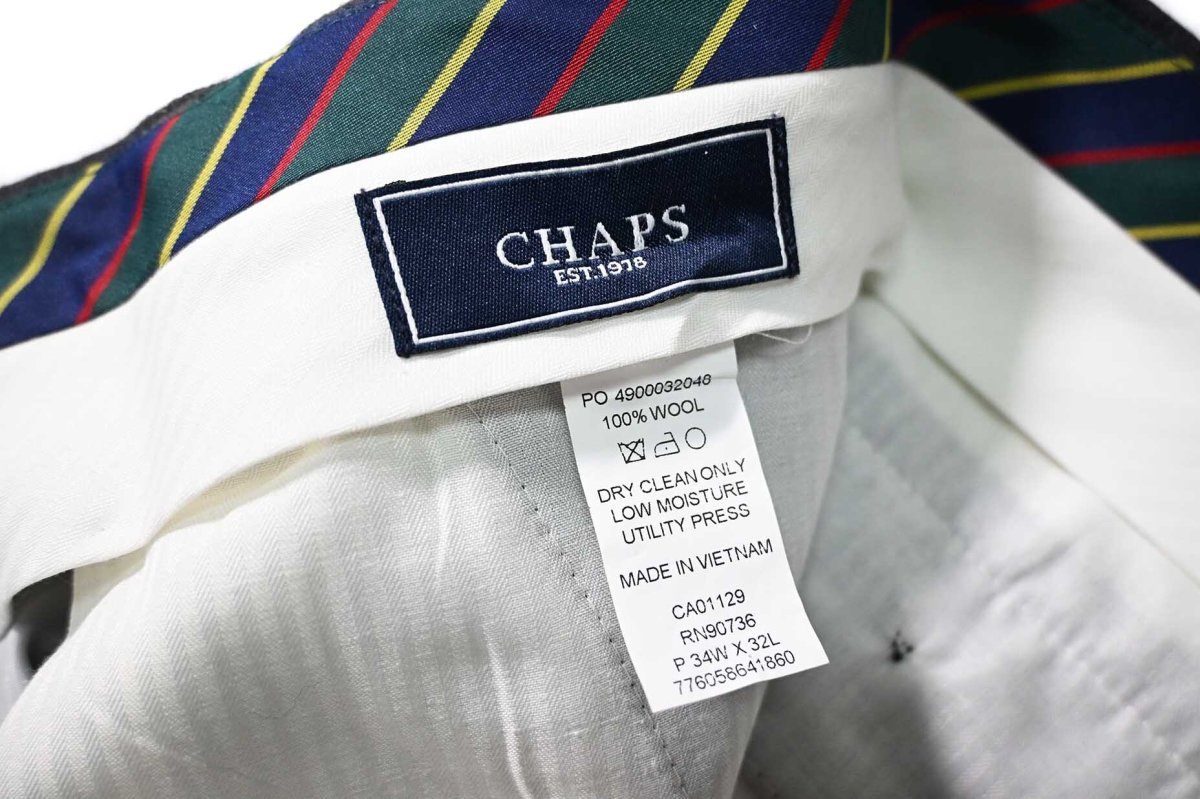 CHAPS
EST.1978
PO 4900032048
100% WOOL
DRY CLEAN ONLY
LOW MOISTURE
UTILITY PRESS
MADE IN VIETNAM
CA01129
RN90736
P 34W X 32L
776058641860